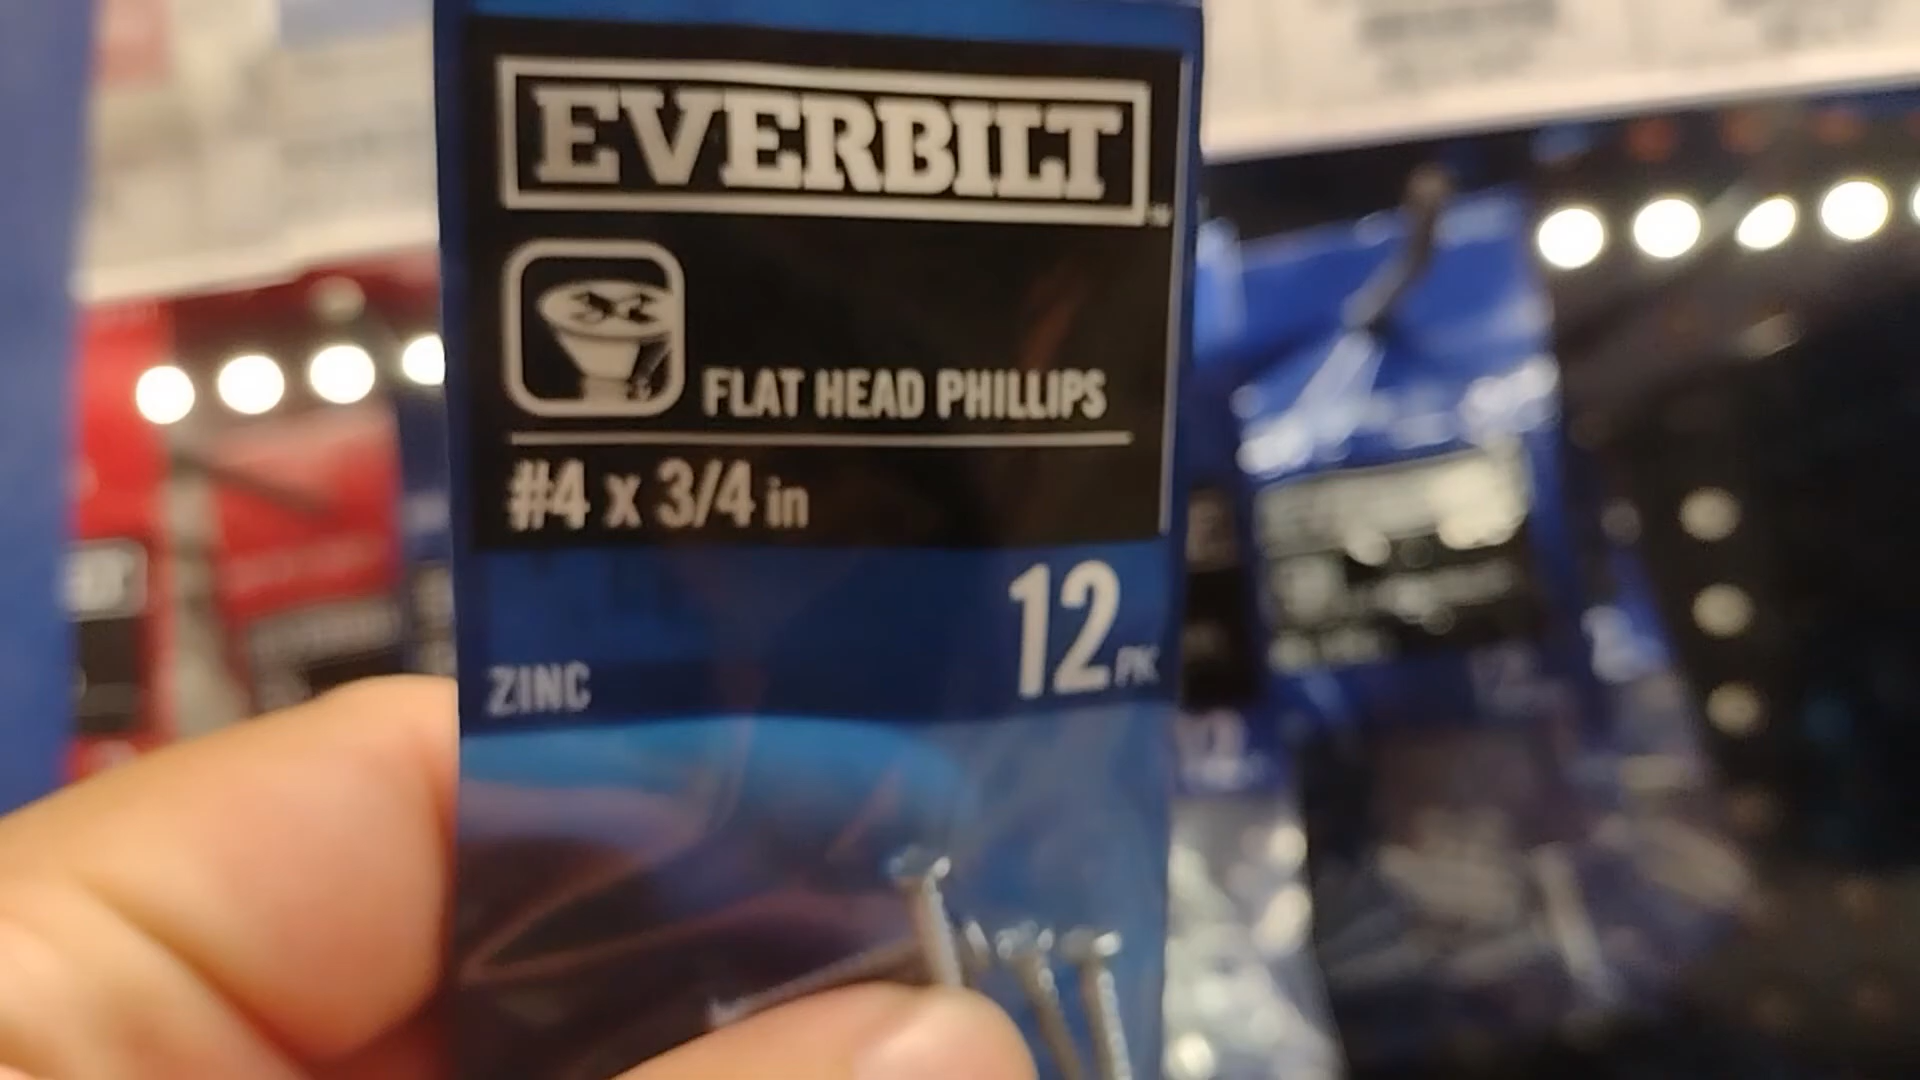 EVERBILT
FLAT HEAD PHILLIPS
#4 x 3/4 in
12 PK
ZINC